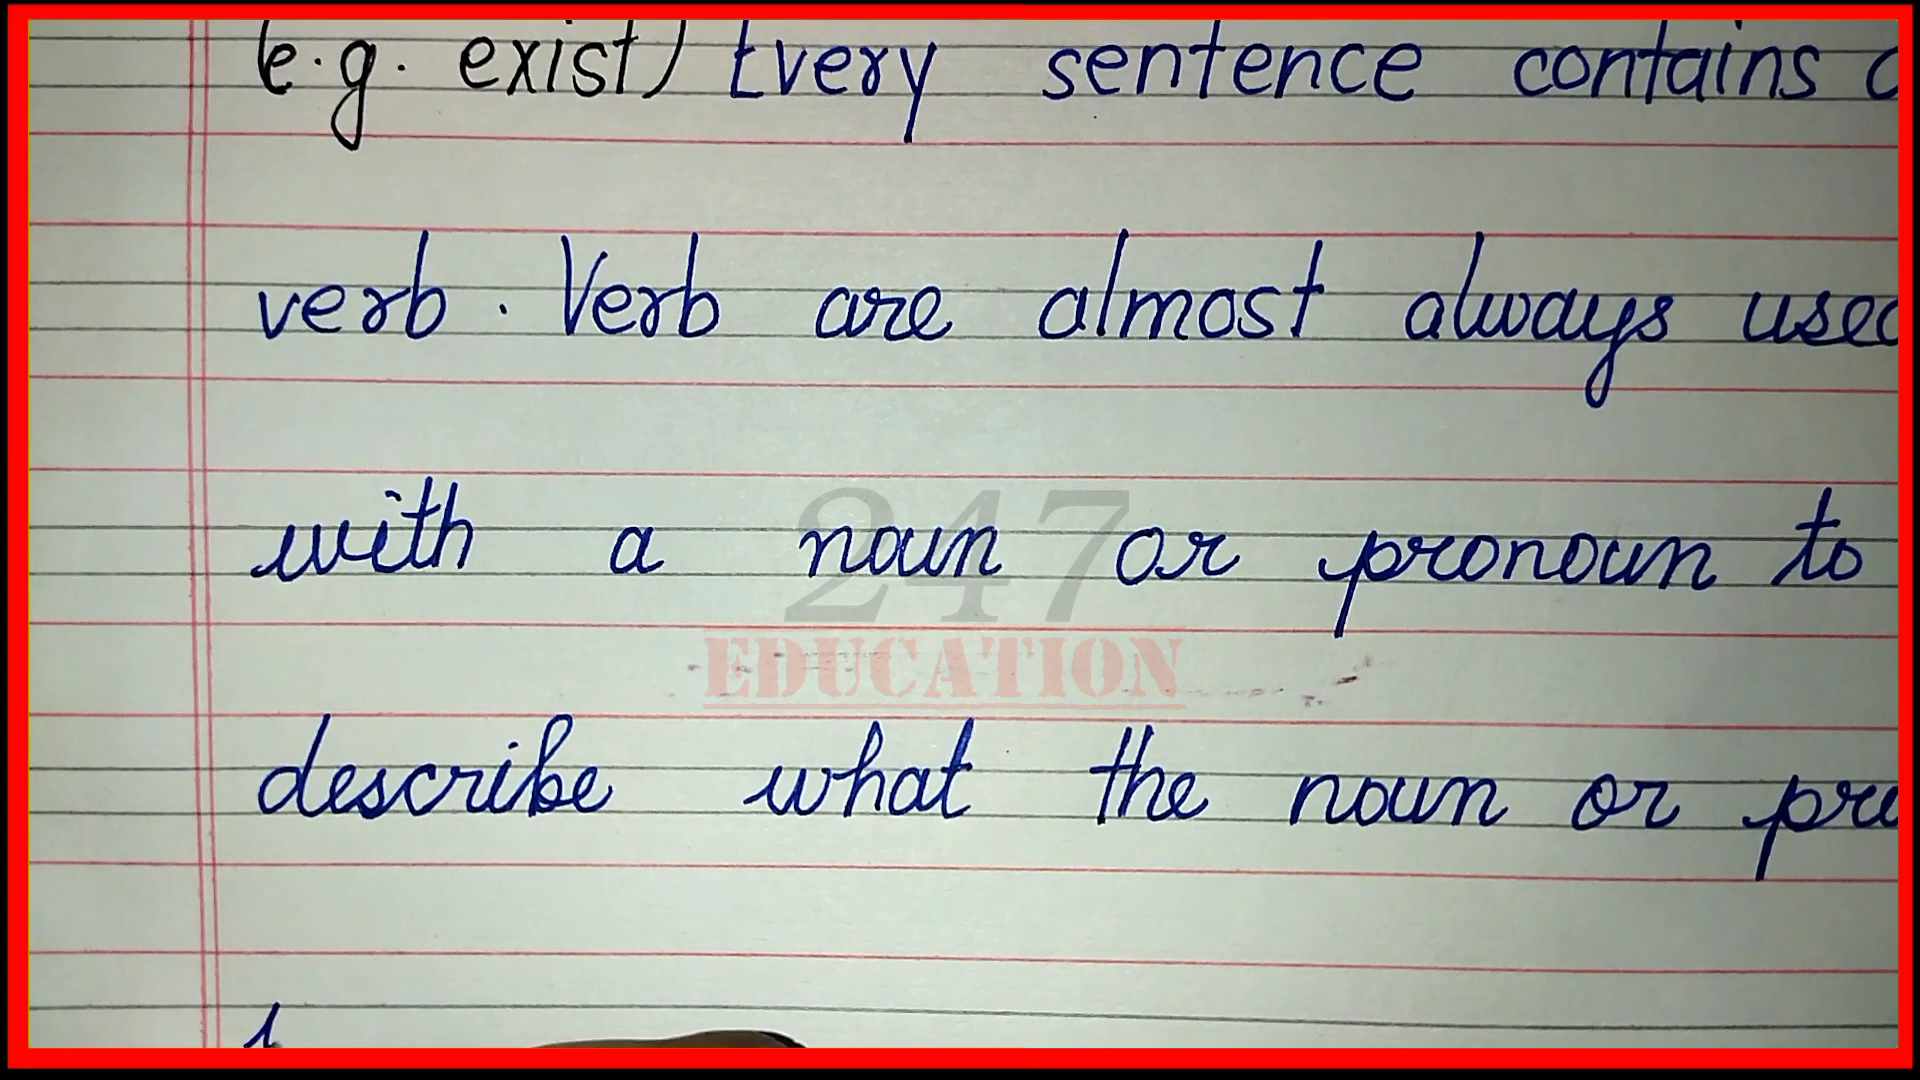 (e.g. exist) Every sentence contains
verb. Verb are almost always used
with a noun or pronoun to
247
EDUCATION
describe what the noun or